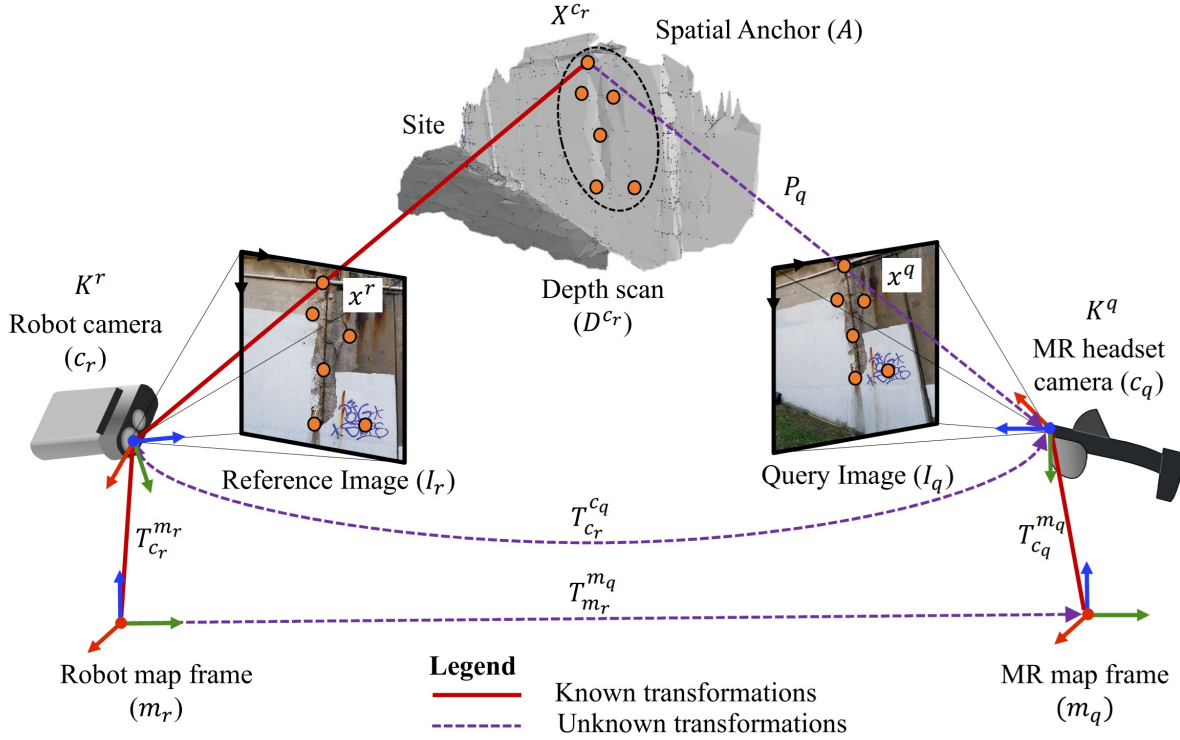 $X^{c_r}$
Spatial Anchor ($A$)
Site
$P_q$
$K^r$
Robot camera
($c_r$)
$x^r$
Depth scan
($D^{c_r}$)
$x^q$
$K^q$
MR headset
camera ($c_q$)
Reference Image ($I_r$)
Query Image ($I_q$)
$T_{c_r}^{m_r}$
$T_{c_r}^{c_q}$
$T_{c_q}^{m_q}$
$T_{m_r}^{m_q}$
Robot map frame
($m_r$)
MR map frame
($m_q$)
Legend
Known transformations
Unknown transformations